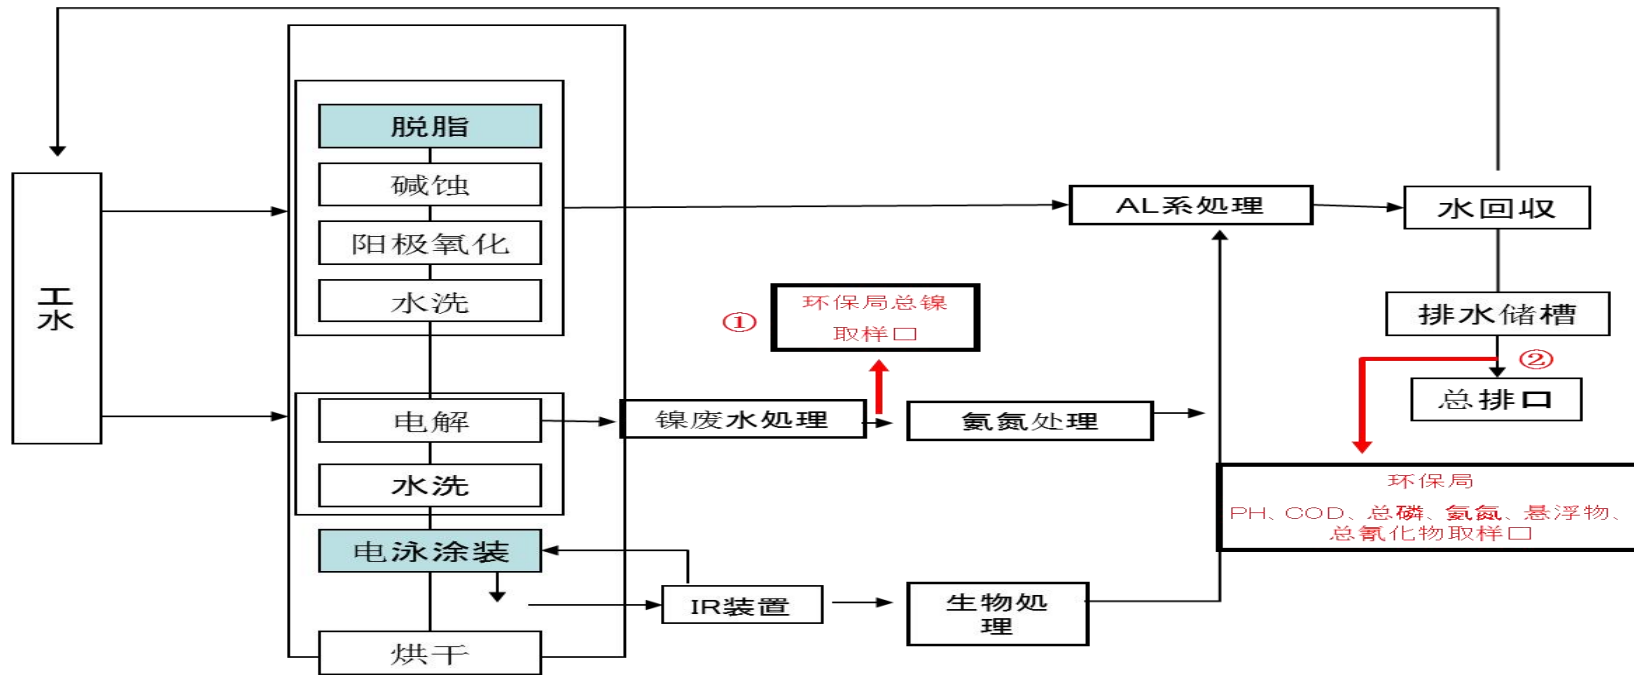 脱脂
碱蚀
阳极氧化
水洗
工
水
AL系処理
水回收
①
环保局总镍
取样口
排水储槽
②
总排口
电解
镍废水处理
氨氮处理
水洗
环保局
PH、COD、总磷、氨氮、悬浮物、
总氰化物取样口
电泳涂装
IR装置
生物処
理
烘干